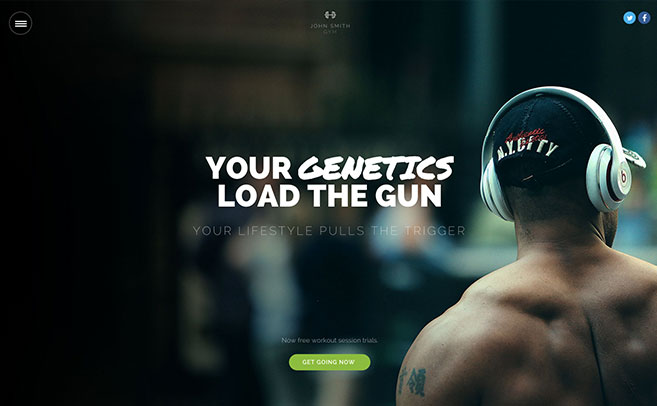 JOHN SMITH
GYM
Authentic
N.Y.CITY
b
YOUR GENETICS
LOAD THE GUN
YOUR LIFESTYLE PULLS THE TRIGGER
Now free workout session trials.
GET GOING NOW